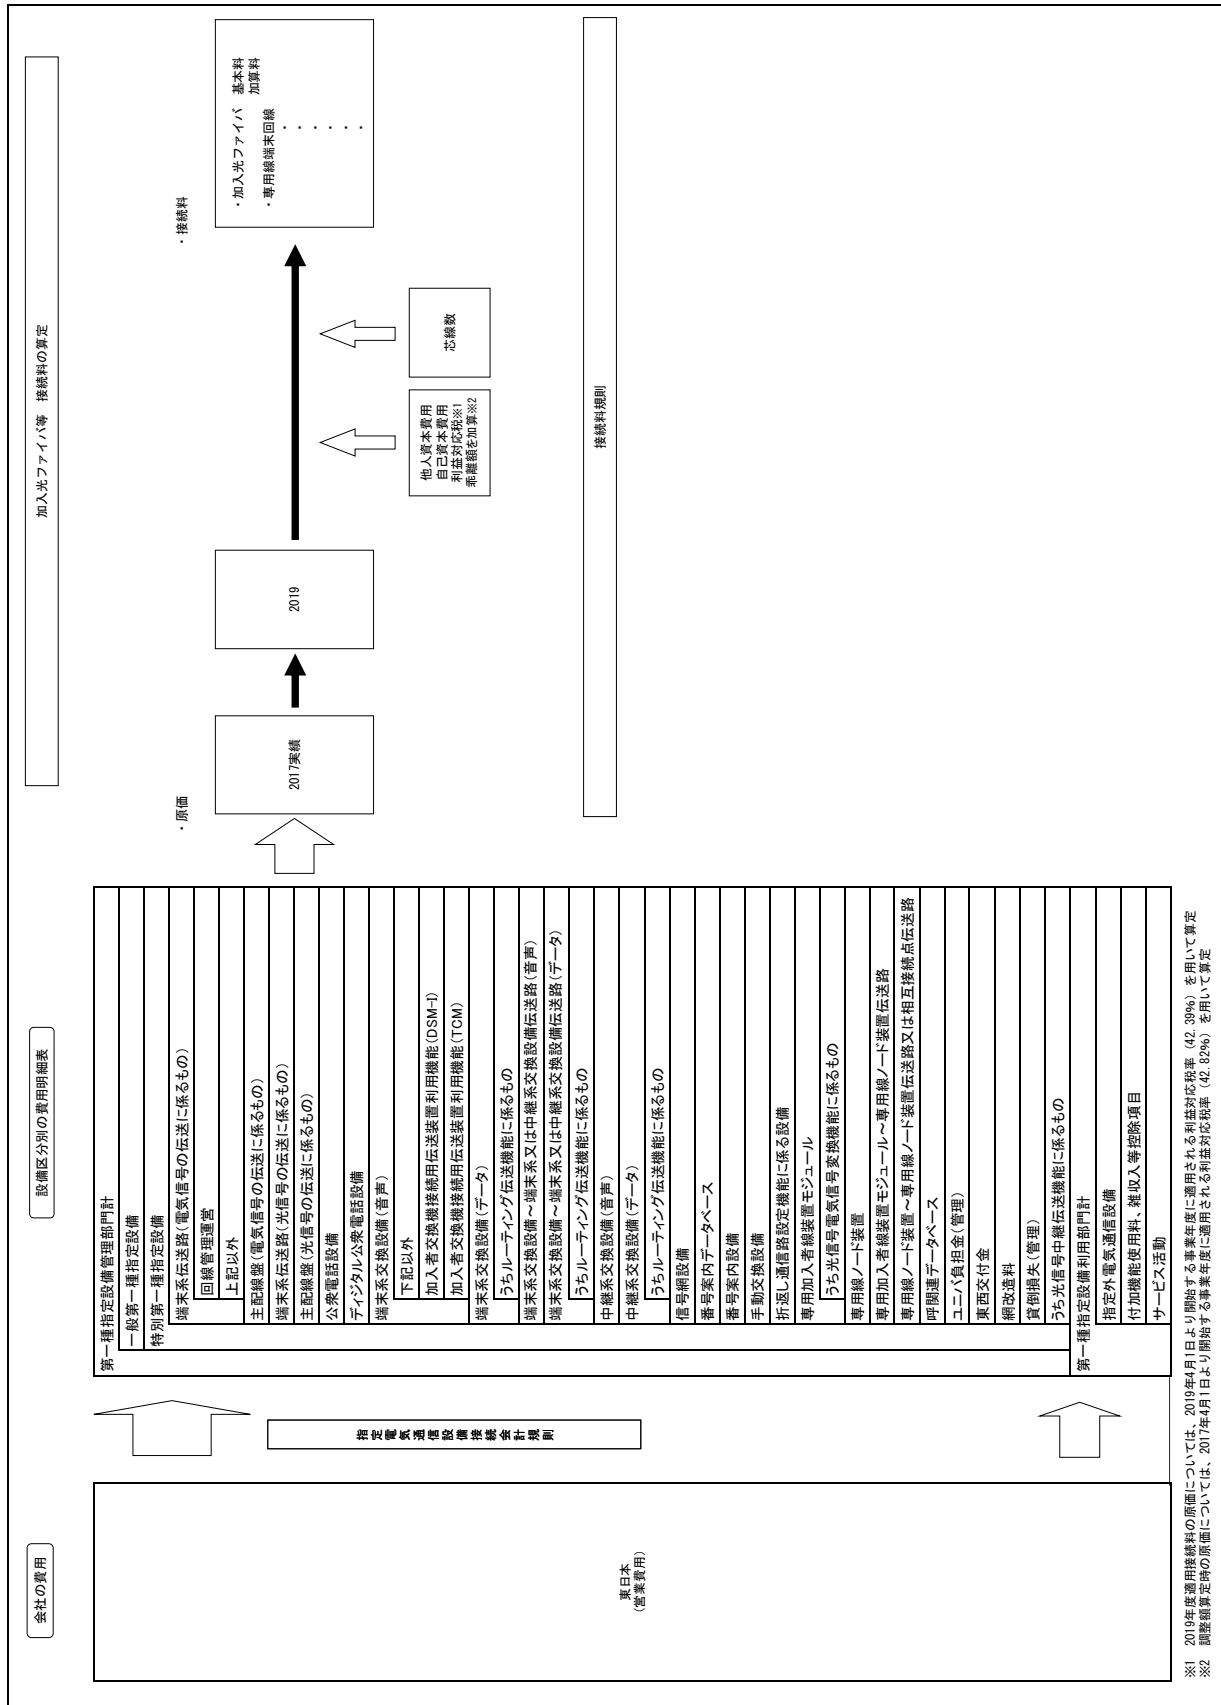 会社の費用
設備区分別の費用明細表
加入光ファイバ等　接続料の算定
東日本
(営業費用)
指定電気通信設備接続会計規則
第一種指定設備管理部門計
一般第一種指定設備
特別第一種指定設備
端末系伝送路(電気信号の伝送に係るもの)
回線管理運営
上記以外
主配線盤(電気信号の伝送に係るもの)
端末系伝送路(光信号の伝送に係るもの)
主配線盤(光信号の伝送に係るもの)
公衆電話設備
ディジタル公衆電話設備
端末系交換設備(音声)
下記以外
加入者交換機接続用伝送装置利用機能(DSM-I)
加入者交換機接続用伝送装置利用機能(TCM)
端末系交換設備(データ)
うちルーティング伝送機能に係るもの
端末系交換設備～端末系又は中継系交換設備伝送路(音声)
端末系交換設備～端末系又は中継系交換設備伝送路(データ)
うちルーティング伝送機能に係るもの
中継系交換設備(音声)
中継系交換設備(データ)
うちルーティング伝送機能に係るもの
信号網設備
番号案内データベース
番号案内設備
手動交換設備
折返し通信路設定機能に係る設備
専用加入者線装置モジュール
うち光信号電気信号変換機能に係るもの
専用線ノード装置
専用加入者線装置モジュール～専用線ノード装置伝送路
専用線ノード装置～専用線ノード装置伝送路又は相互接続点伝送路
呼関連データベース
ユニバ負担金(管理)
東西交付金
網改造料
貸倒損失(管理)
うち光信号中継伝送機能に係るもの
第一種指定設備利用部門計
指定外電気通信設備
付加機能使用料、雑収入等控除項目
サービス活動
・原価
2017実績
2019
他人資本費用
自己資本費用
利益対応税※1
乖離額を加算※2
芯線数
・接続料
・加入光ファイバ　基本料
加算料
・専用線端末回線
・
・
・
・
・
・
接続料規則
※1　2019年度適用接続料の原価については、2019年4月1日より開始する事業年度に適用される利益対応税率（42.39%）を用いて算定
※2　調整額算定時の原価については、2017年4月1日より開始する事業年度に適用される利益対応税率（42.82%）を用いて算定